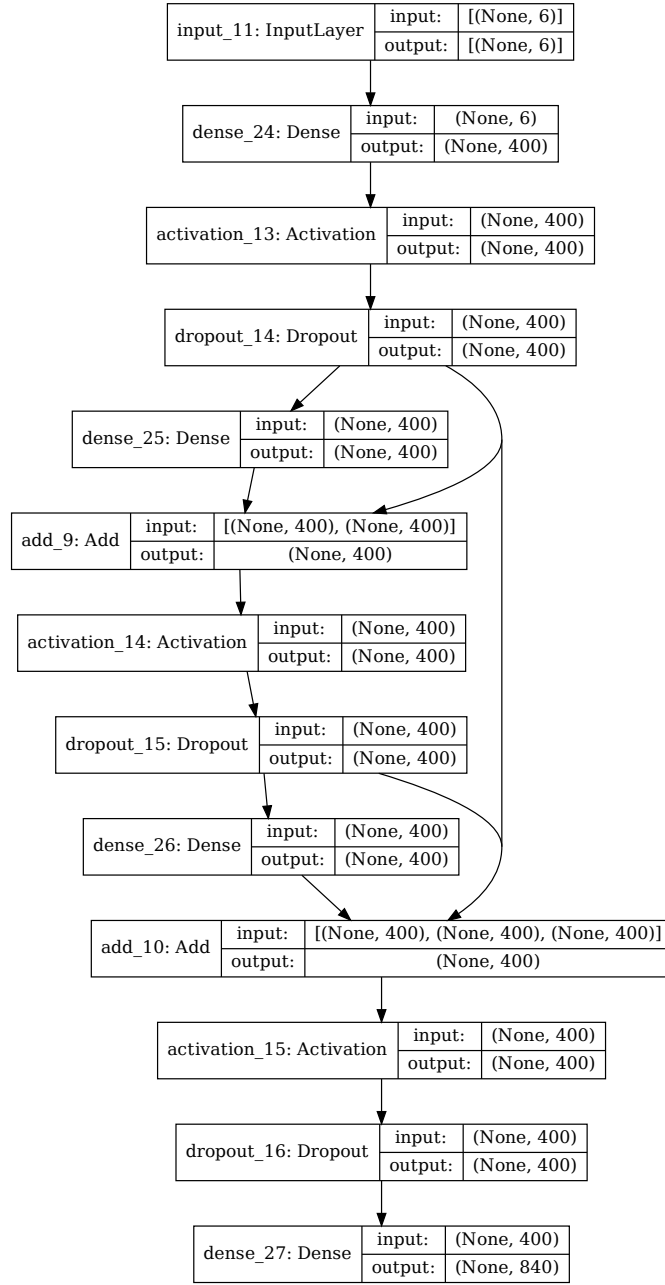 input_11: InputLayer
input: [(None, 6)]
output: [(None, 6)]
dense_24: Dense
input: (None, 6)
output: (None, 400)
activation_13: Activation
input: (None, 400)
output: (None, 400)
dropout_14: Dropout
input: (None, 400)
output: (None, 400)
dense_25: Dense
input: (None, 400)
output: (None, 400)
add_9: Add
input: [(None, 400), (None, 400)]
output: (None, 400)
activation_14: Activation
input: (None, 400)
output: (None, 400)
dropout_15: Dropout
input: (None, 400)
output: (None, 400)
dense_26: Dense
input: (None, 400)
output: (None, 400)
add_10: Add
input: [(None, 400), (None, 400), (None, 400)]
output: (None, 400)
activation_15: Activation
input: (None, 400)
output: (None, 400)
dropout_16: Dropout
input: (None, 400)
output: (None, 400)
dense_27: Dense
input: (None, 400)
output: (None, 840)